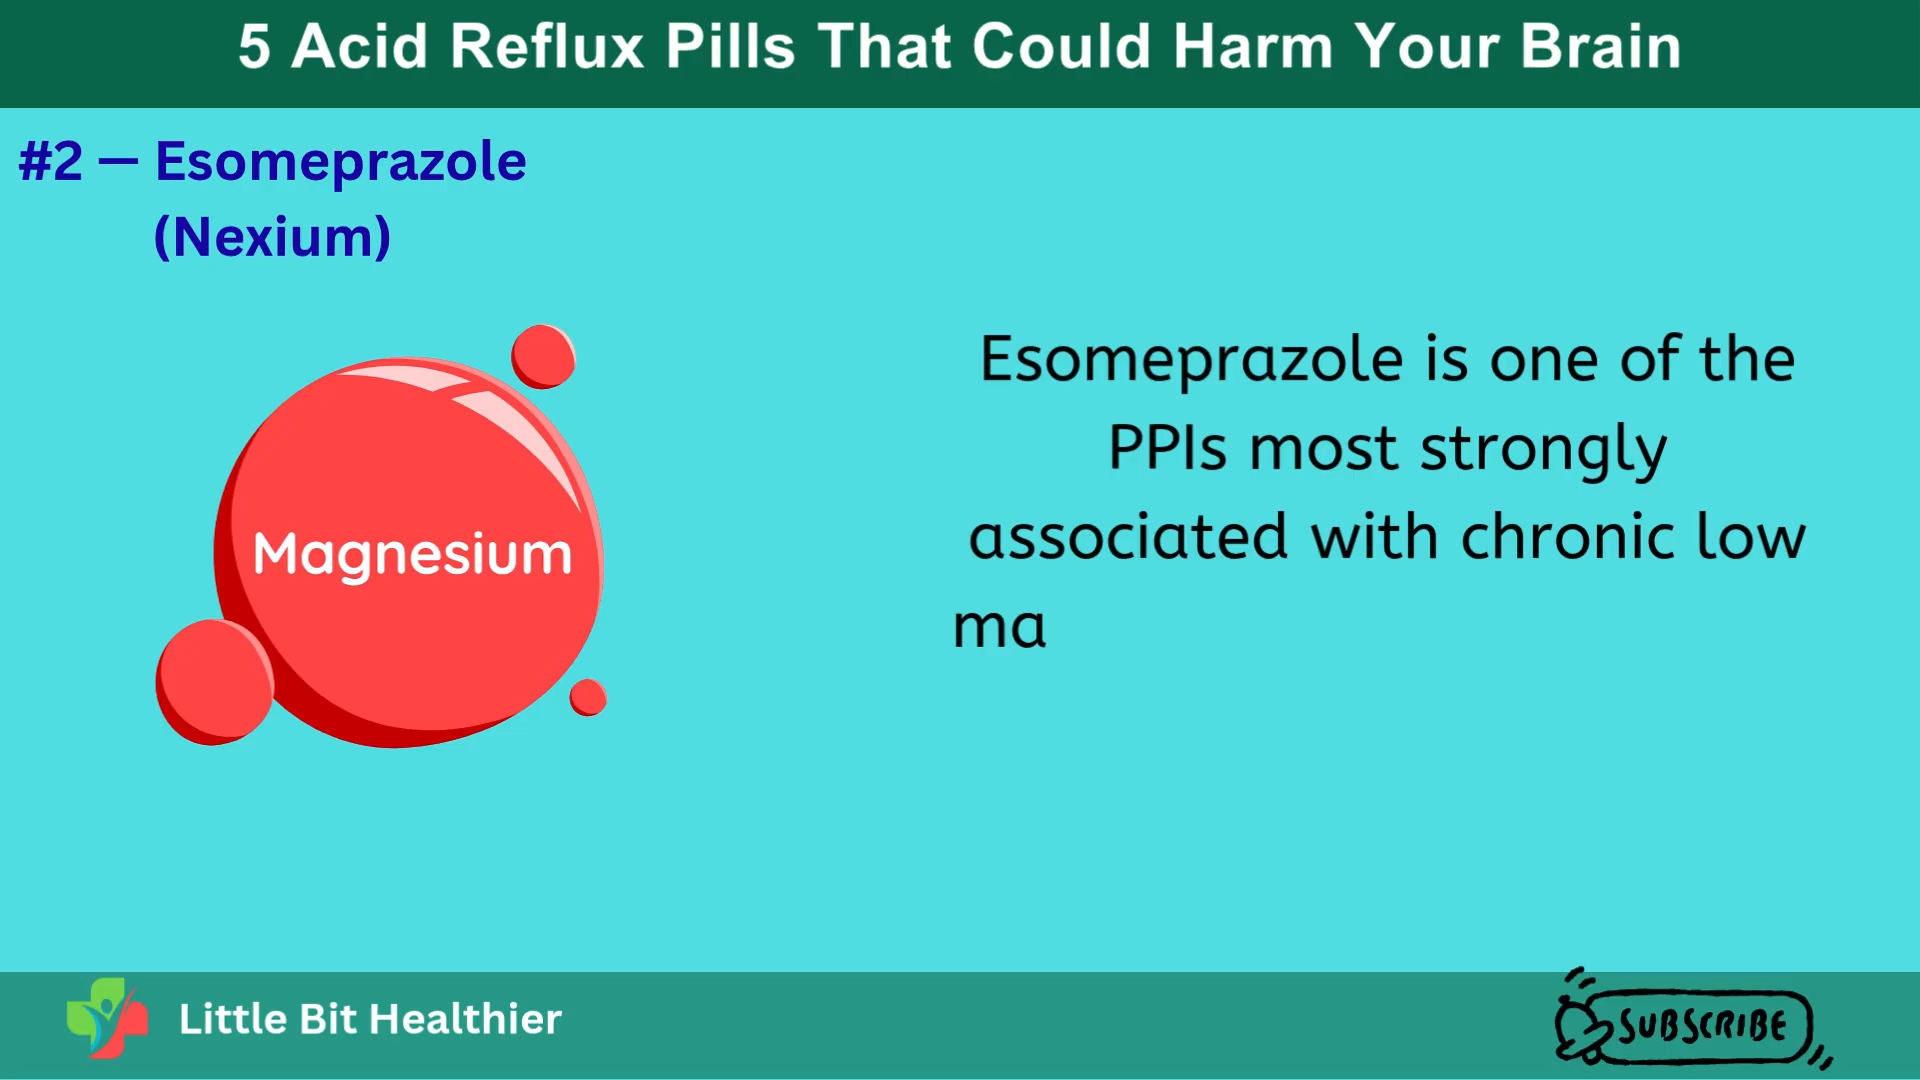 5 Acid Reflux Pills That Could Harm Your Brain
#2 — Esomeprazole
(Nexium)
Magnesium
Esomeprazole is one of the
PPIs most strongly
associated with chronic low
ma
Little Bit Healthier
SUBSCRIBE